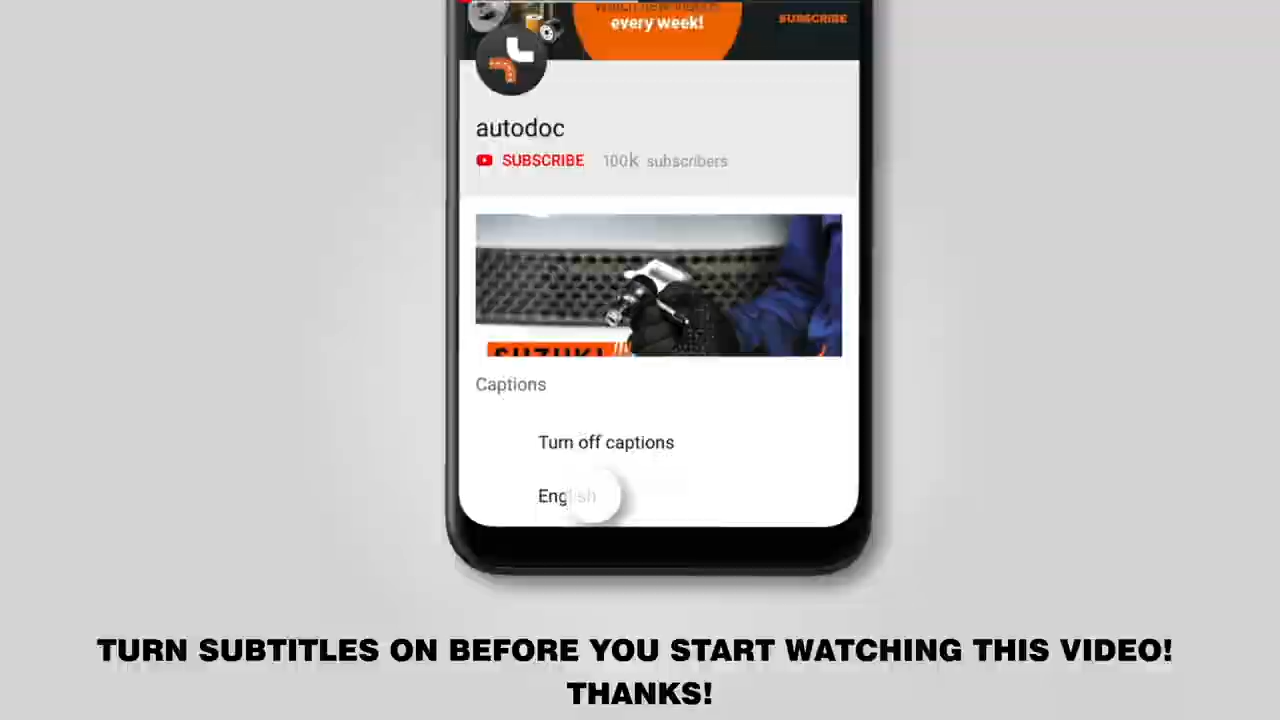 every week!
SUBSCRIBE
autodoc
SUBSCRIBE 100k subscribers
SUZUKI
Captions
Turn off captions
English
TURN SUBTITLES ON BEFORE YOU START WATCHING THIS VIDEO!
THANKS!